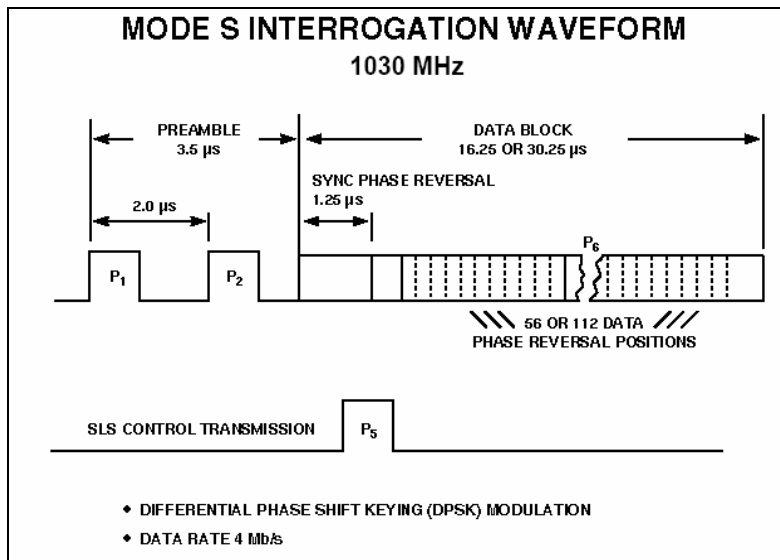 MODE S INTERROGATION WAVEFORM
1030 MHz
PREAMBLE
3.5 µs
DATA BLOCK
16.25 OR 30.25 µs
SYNC PHASE REVERSAL
1.25 µs
2.0 µs
P1
P2
P6
56 OR 112 DATA
PHASE REVERSAL POSITIONS
SLS CONTROL TRANSMISSION
P5
• DIFFERENTIAL PHASE SHIFT KEYING (DPSK) MODULATION
• DATA RATE 4 Mb/s